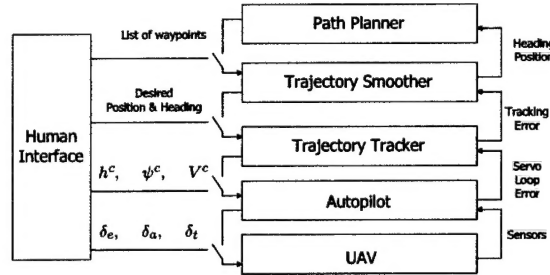 Path Planner
List of waypoints
Heading
Position
Trajectory Smoother
Desired
Position & Heading
Tracking
Error
Human
Interface
Trajectory Tracker
h^c, ψ^c, V^c
Servo
Loop
Error
Autopilot
δ_e, δ_a, δ_t
Sensors
UAV